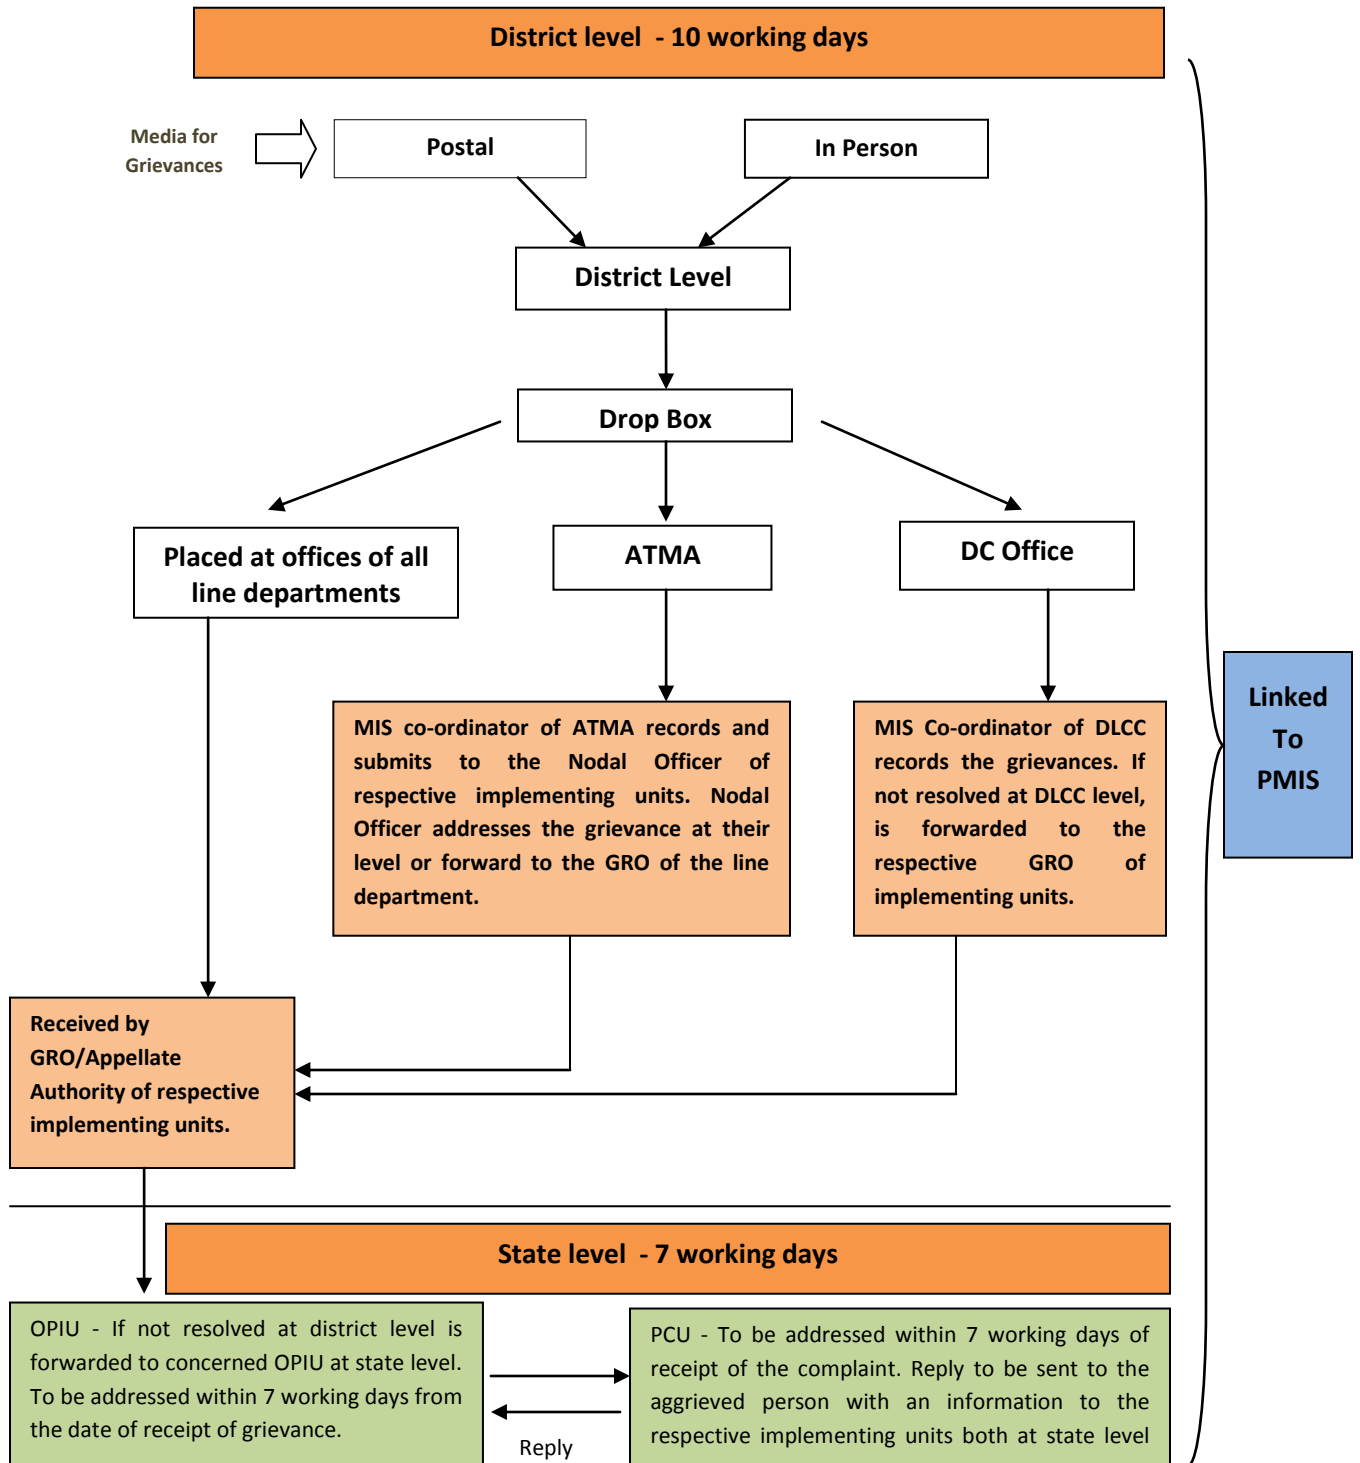 District level - 10 working days
Media for
Grievances
Postal
In Person
District Level
Drop Box
Placed at offices of all
line departments
ATMA
DC Office
MIS co-ordinator of ATMA records and
submits to the Nodal Officer of
respective implementing units. Nodal
Officer addresses the grievance at their
level or forward to the GRO of the line
department.
MIS Co-ordinator of DLCC
records the grievances. If
not resolved at DLCC level,
is forwarded to the
respective GRO of
implementing units.
Linked
To
PMIS
Received by
GRO/Appellate
Authority of respective
implementing units.
State level - 7 working days
OPIU - If not resolved at district level is
forwarded to concerned OPIU at state level.
To be addressed within 7 working days from
the date of receipt of grievance.
Reply
PCU - To be addressed within 7 working days of
receipt of the complaint. Reply to be sent to the
aggrieved person with an information to the
respective implementing units both at state level